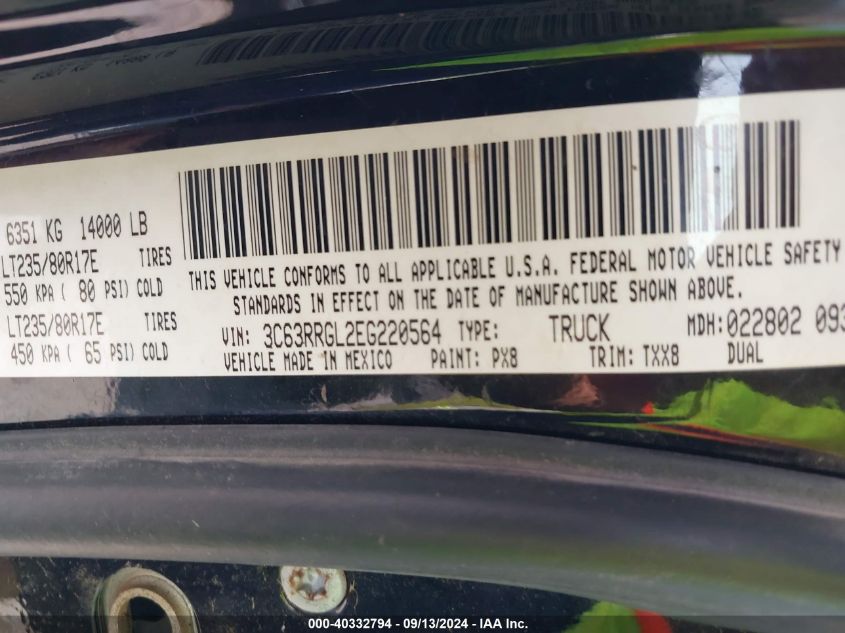 6351 KG 14000 LB
LT235/80R17E TIRES
550 KPA ( 80 PSI) COLD
LT235/80R17E TIRES
450 KPA ( 65 PSI) COLD
THIS VEHICLE CONFORMS TO ALL APPLICABLE U.S.A. FEDERAL MOTOR VEHICLE SAFETY
STANDARDS IN EFFECT ON THE DATE OF MANUFACTURE SHOWN ABOVE.
VIN: 3C63RRGL2EG220564 TYPE: TRUCK MDH:022802 093
VEHICLE MADE IN MEXICO PAINT: PX8 TRIM: TXX8 DUAL
000-40332794 - 09/13/2024 - IAA Inc.